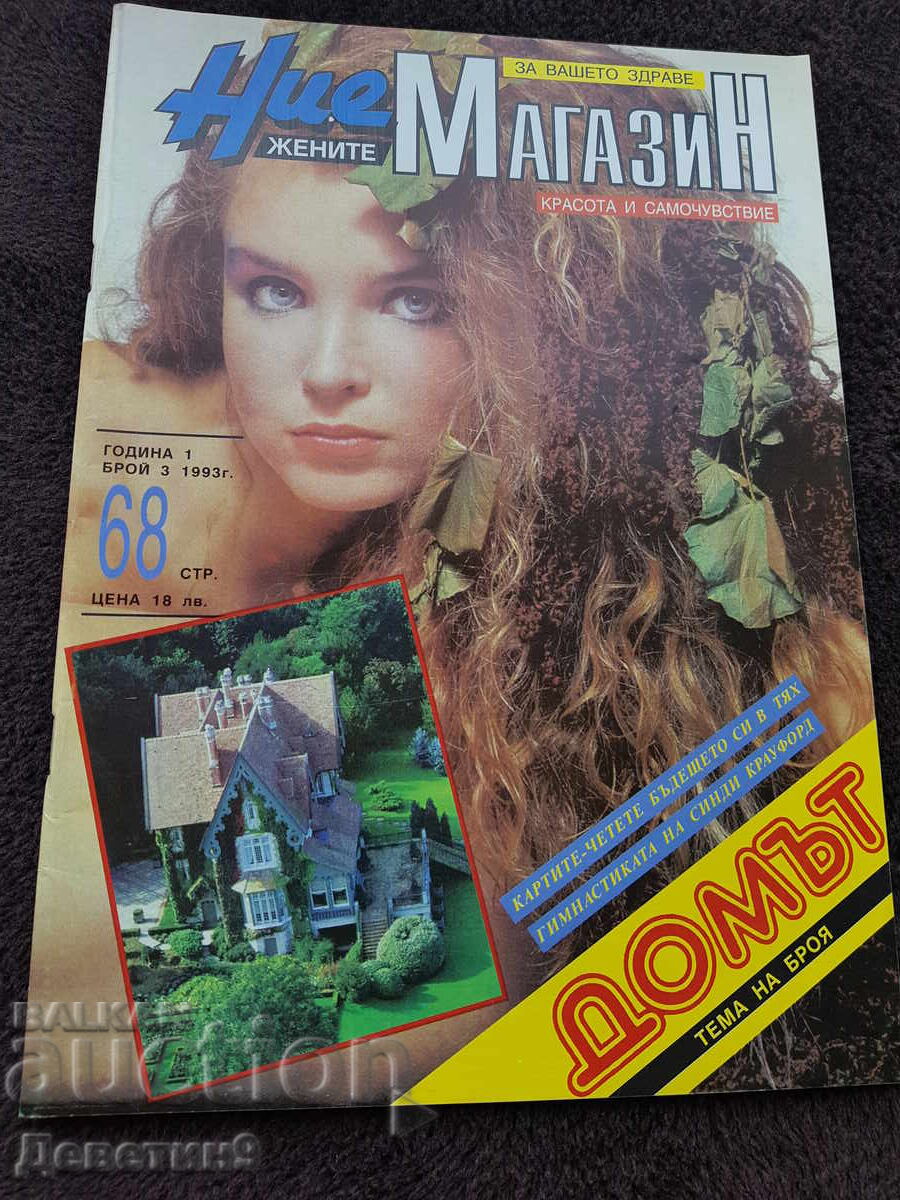 Ние
ЖЕНИТЕ
ЗА ВАШЕТО ЗДРАВЕ
МАГАЗИН
КРАСОТА И САМОЧУВСТВИЕ
ГОДИНА 1
БРОЙ 3 1993г.
68 СТР.
ЦЕНА 18 лв.
КАРТИТЕ-ЧЕТЕТЕ БЪДЕЩЕТО СИ В ТЯХ
ГИМНАСТИКАТА НА СИНДИ КРАУФОРД
ДОМЪТ
ТЕМА НА БРОЯ
BALKAN
auction
Деветин9